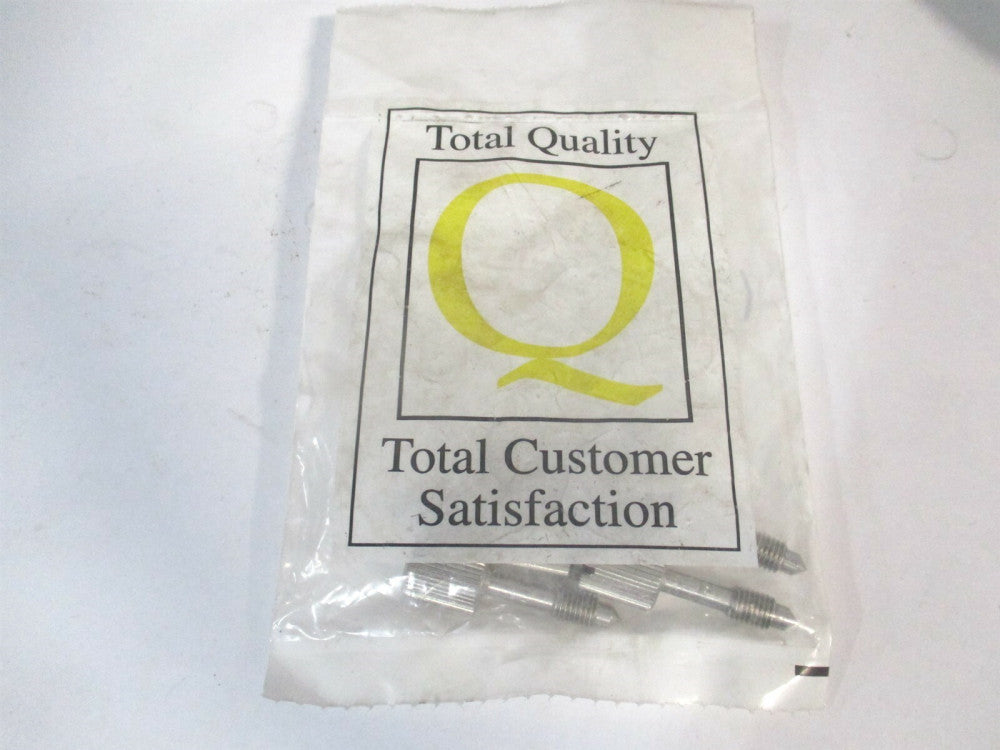 Total Quality
Q
Total Customer
Satisfaction